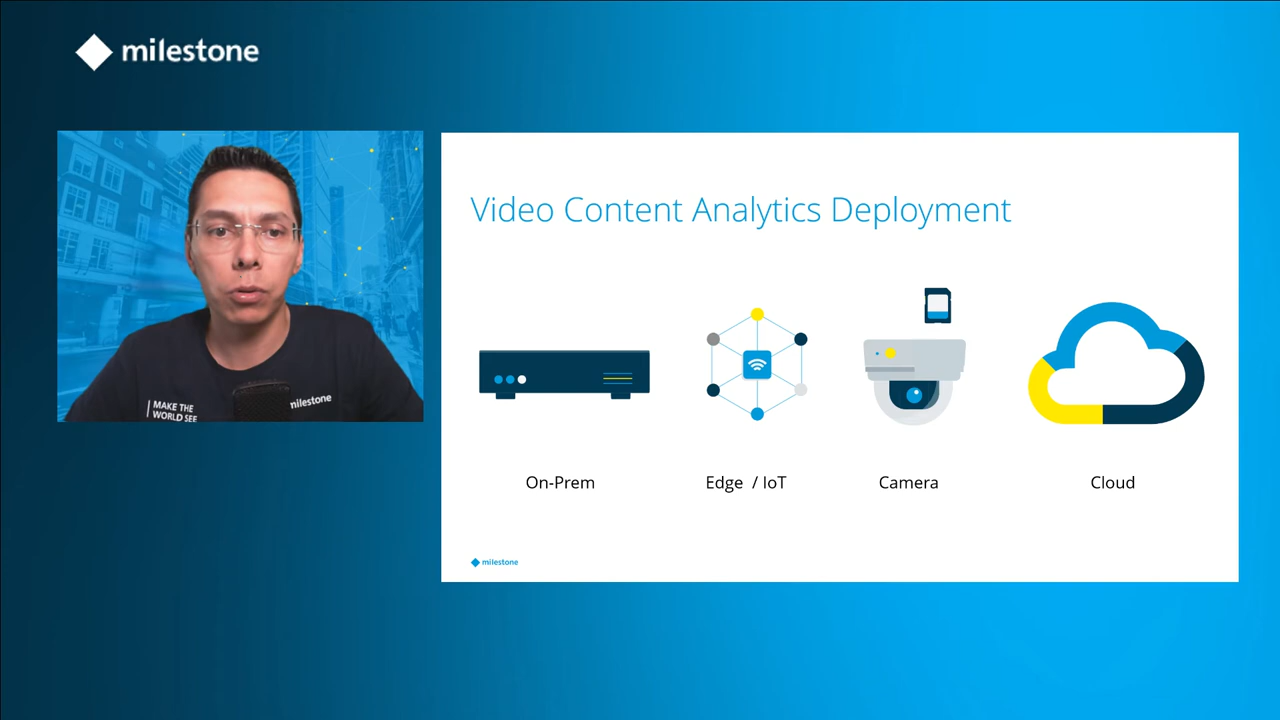 milestone
MAKE THE
WORLD SEE
milestone
Video Content Analytics Deployment
On-Prem
Edge / IoT
Camera
Cloud
milestone